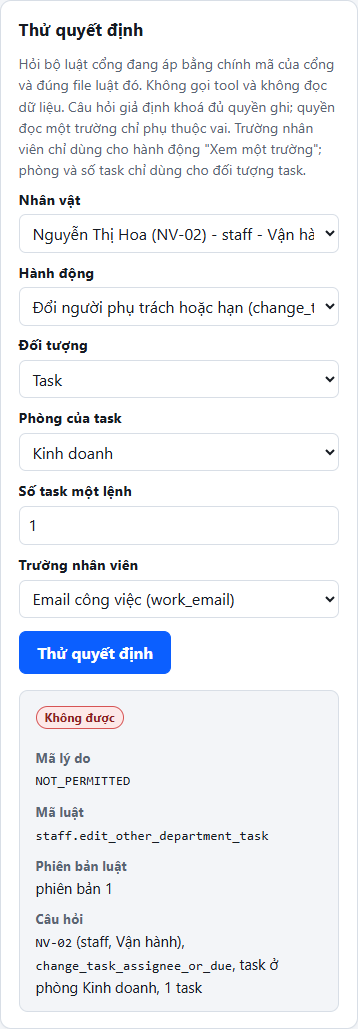 Thử quyết định
Hỏi bộ luật cổng đang áp bằng chính mã của cổng
và đúng file luật đó. Không gọi tool và không đọc
dữ liệu. Câu hỏi giả định khoá đủ quyền ghi; quyền
đọc một trường chỉ phụ thuộc vai. Trường nhân
viên chỉ dùng cho hành động "Xem một trường";
phòng và số task chỉ dùng cho đối tượng task.
Nhân vật
Nguyễn Thị Hoa (NV-02) - staff - Vận hà
Hành động
Đổi người phụ trách hoặc hạn (change_t
Đối tượng
Task
Phòng của task
Kinh doanh
Số task một lệnh
1
Trường nhân viên
Email công việc (work_email)
Thử quyết định
Không được
Mã lý do
NOT_PERMITTED
Mã luật
staff.edit_other_department_task
Phiên bản luật
phiên bản 1
Câu hỏi
NV-02 (staff, Vận hành),
change_task_assignee_or_due, task ở
phòng Kinh doanh, 1 task